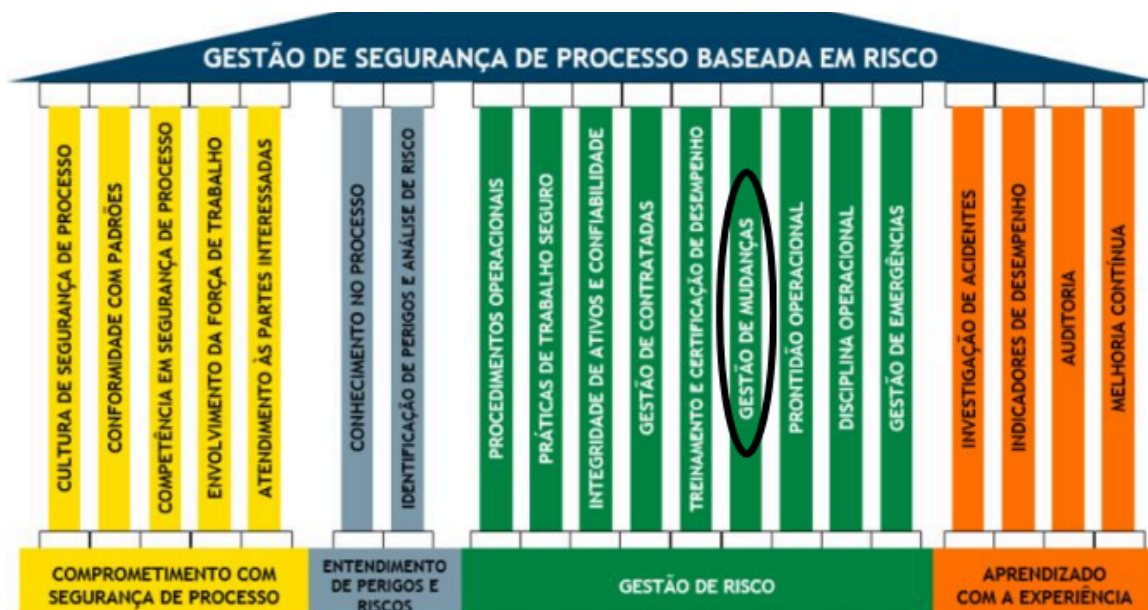 GESTÃO DE SEGURANÇA DE PROCESSO BASEADA EM RISCO
CULTURA DE SEGURANÇA DE PROCESSO
CONFORMIDADE COM PADRÕES
COMPETÊNCIA EM SEGURANÇA DE PROCESSO
ENVOLVIMENTO DA FORÇA DE TRABALHO
ATENDIMENTO ÀS PARTES INTERESSADAS
CONHECIMENTO NO PROCESSO
IDENTIFICAÇÃO DE PERIGOS E ANÁLISE DE RISCO
PROCEDIMENTOS OPERACIONAIS
PRÁTICAS DE TRABALHO SEGURO
INTEGRIDADE DE ATIVOS E CONFIABILIDADE
GESTÃO DE CONTRATADAS
TREINAMENTO E CERTIFICAÇÃO DE DESEMPENHO
GESTÃO DE MUDANÇAS
PRONTIDÃO OPERACIONAL
DISCIPLINA OPERACIONAL
GESTÃO DE EMERGÊNCIAS
INVESTIGAÇÃO DE ACIDENTES
INDICADORES DE DESEMPENHO
AUDITORIA
MELHORIA CONTÍNUA
COMPROMETIMENTO COM
SEGURANÇA DE PROCESSO
ENTENDIMENTO
DE PERIGOS E
RISCOS
GESTÃO DE RISCO
APRENDIZADO
COM A EXPERIÊNCIA